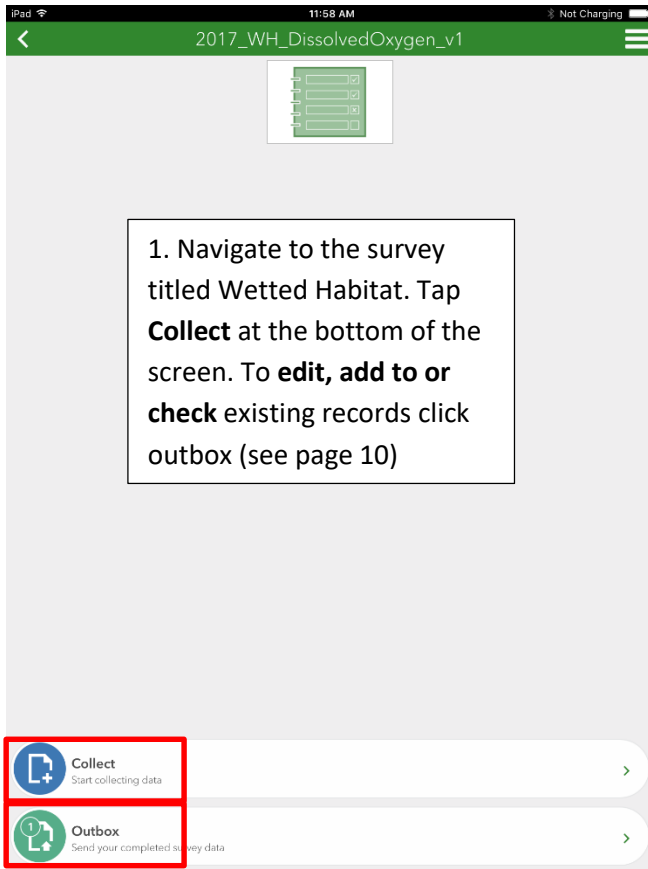 iPad 11:58 AM Not Charging
2017_WH_DissolvedOxygen_v1
1. Navigate to the survey
titled Wetted Habitat. Tap
Collect at the bottom of the
screen. To edit, add to or
check existing records click
outbox (see page 10)
Collect
Start collecting data
1
Outbox
Send your completed survey data